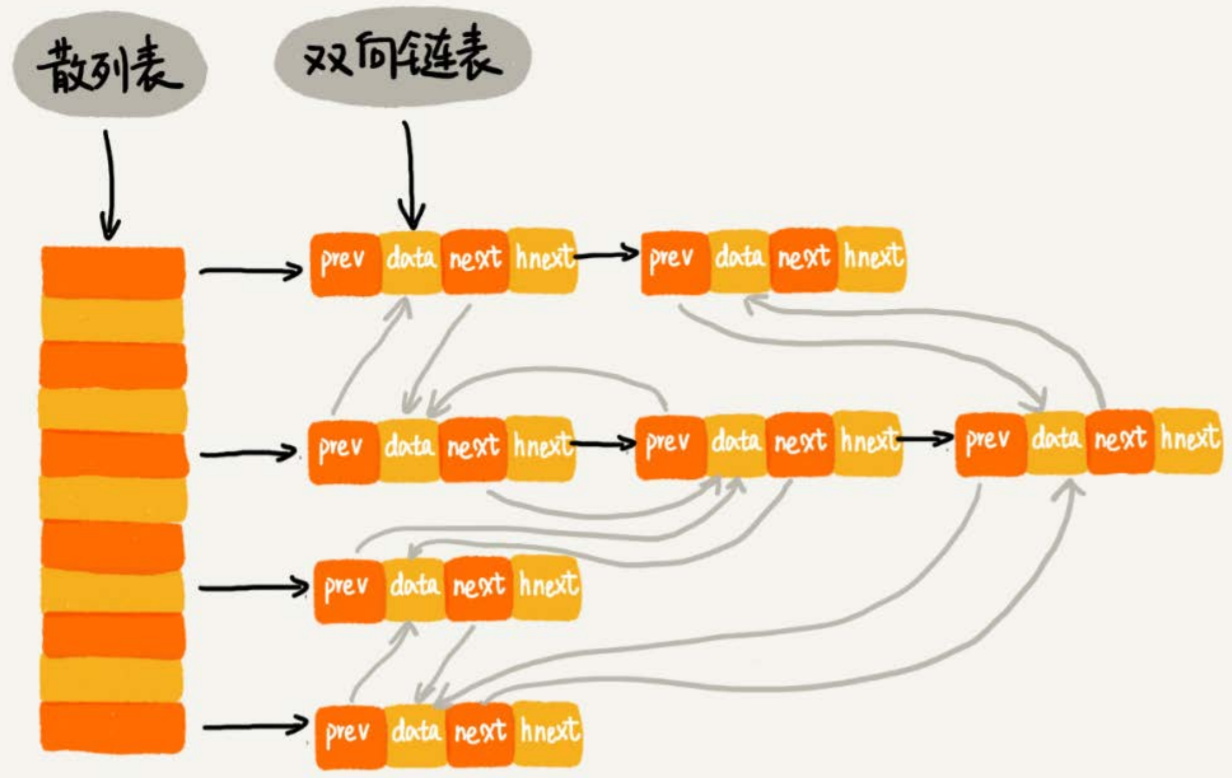 散列表
双向链表
prev data next hnext prev data next hnext
prev data next hnext prev data next hnext prev data next hnext
prev data next hnext
prev data next hnext